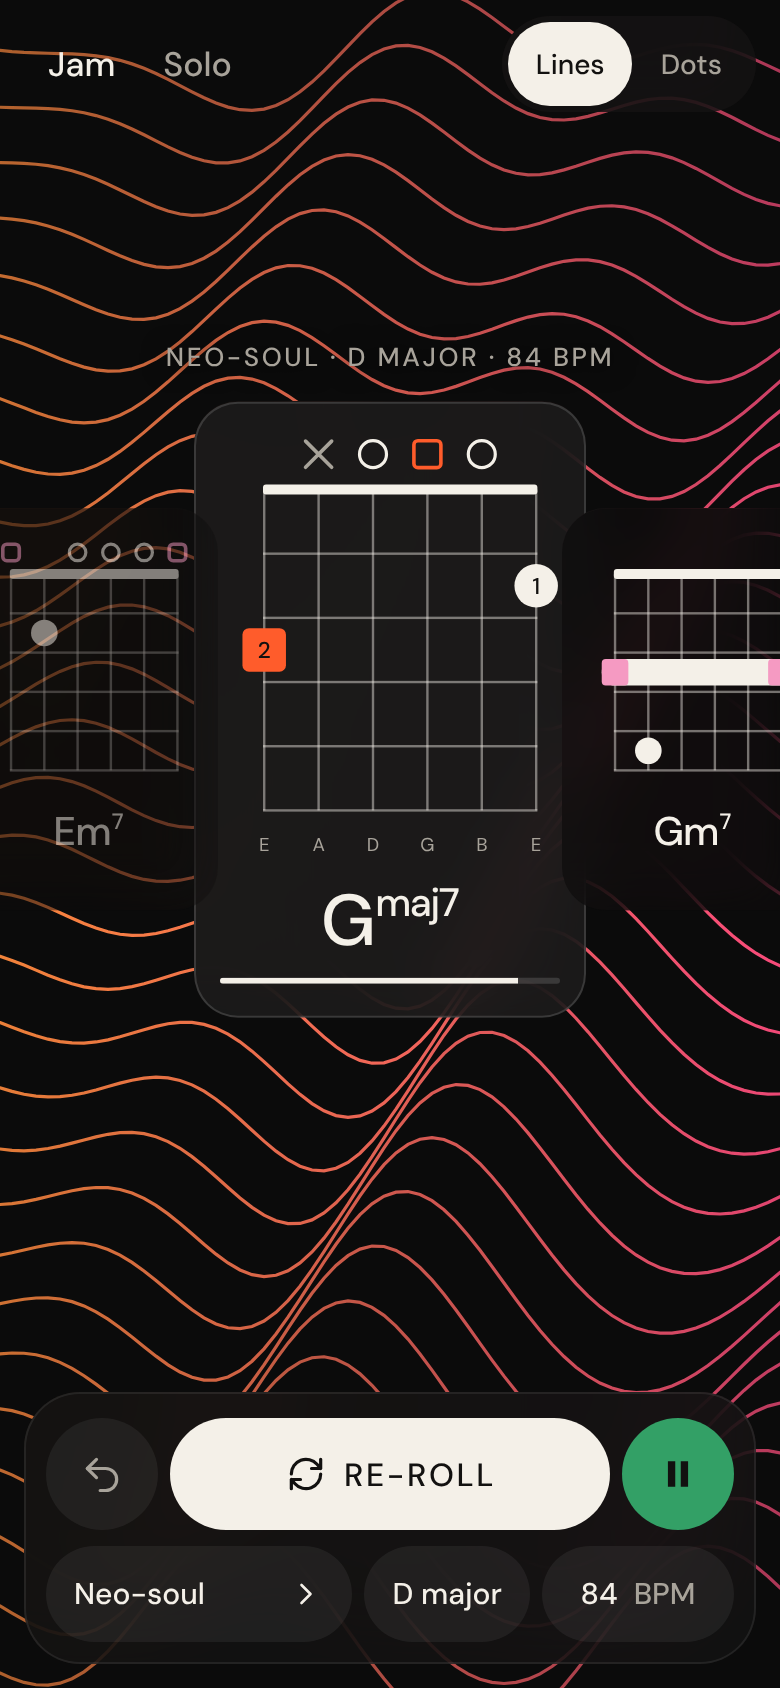 Jam Solo Lines Dots
NEO-SOUL · D MAJOR · 84 BPM
1
2
E A D G B E
Em7
Gmaj7
Gm7
RE-ROLL
Neo-soul D major 84 BPM